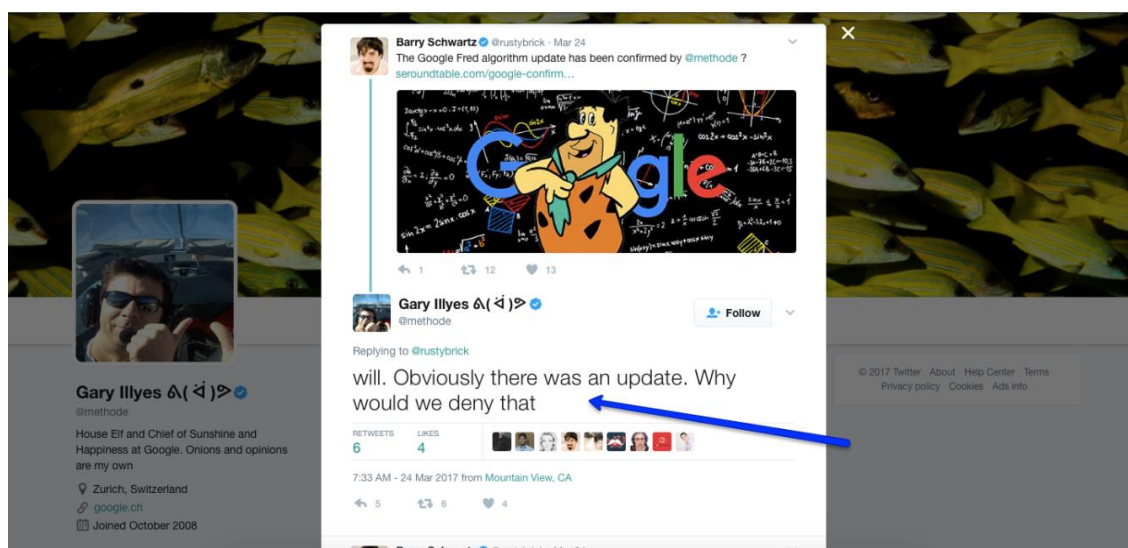 Barry Schwartz @rustybrick · Mar 24
The Google Fred algorithm update has been confirmed by @methode ?
seroundtable.com/google-confirm...
Google
1 12 13
Gary Illyes ᕕ( ᐛ )ᕗ
@methode
Follow
Replying to @rustybrick
will. Obviously there was an update. Why
would we deny that
RETWEETS LIKES
6 4
7:33 AM - 24 Mar 2017 from Mountain View, CA
5 6 4
Gary Illyes ᕕ( ᐛ )ᕗ
@methode
House Elf and Chief of Sunshine and
Happiness at Google. Onions and opinions
are my own
Zurich, Switzerland
google.ch
Joined October 2008
© 2017 Twitter About Help Center Terms
Privacy policy Cookies Ads info